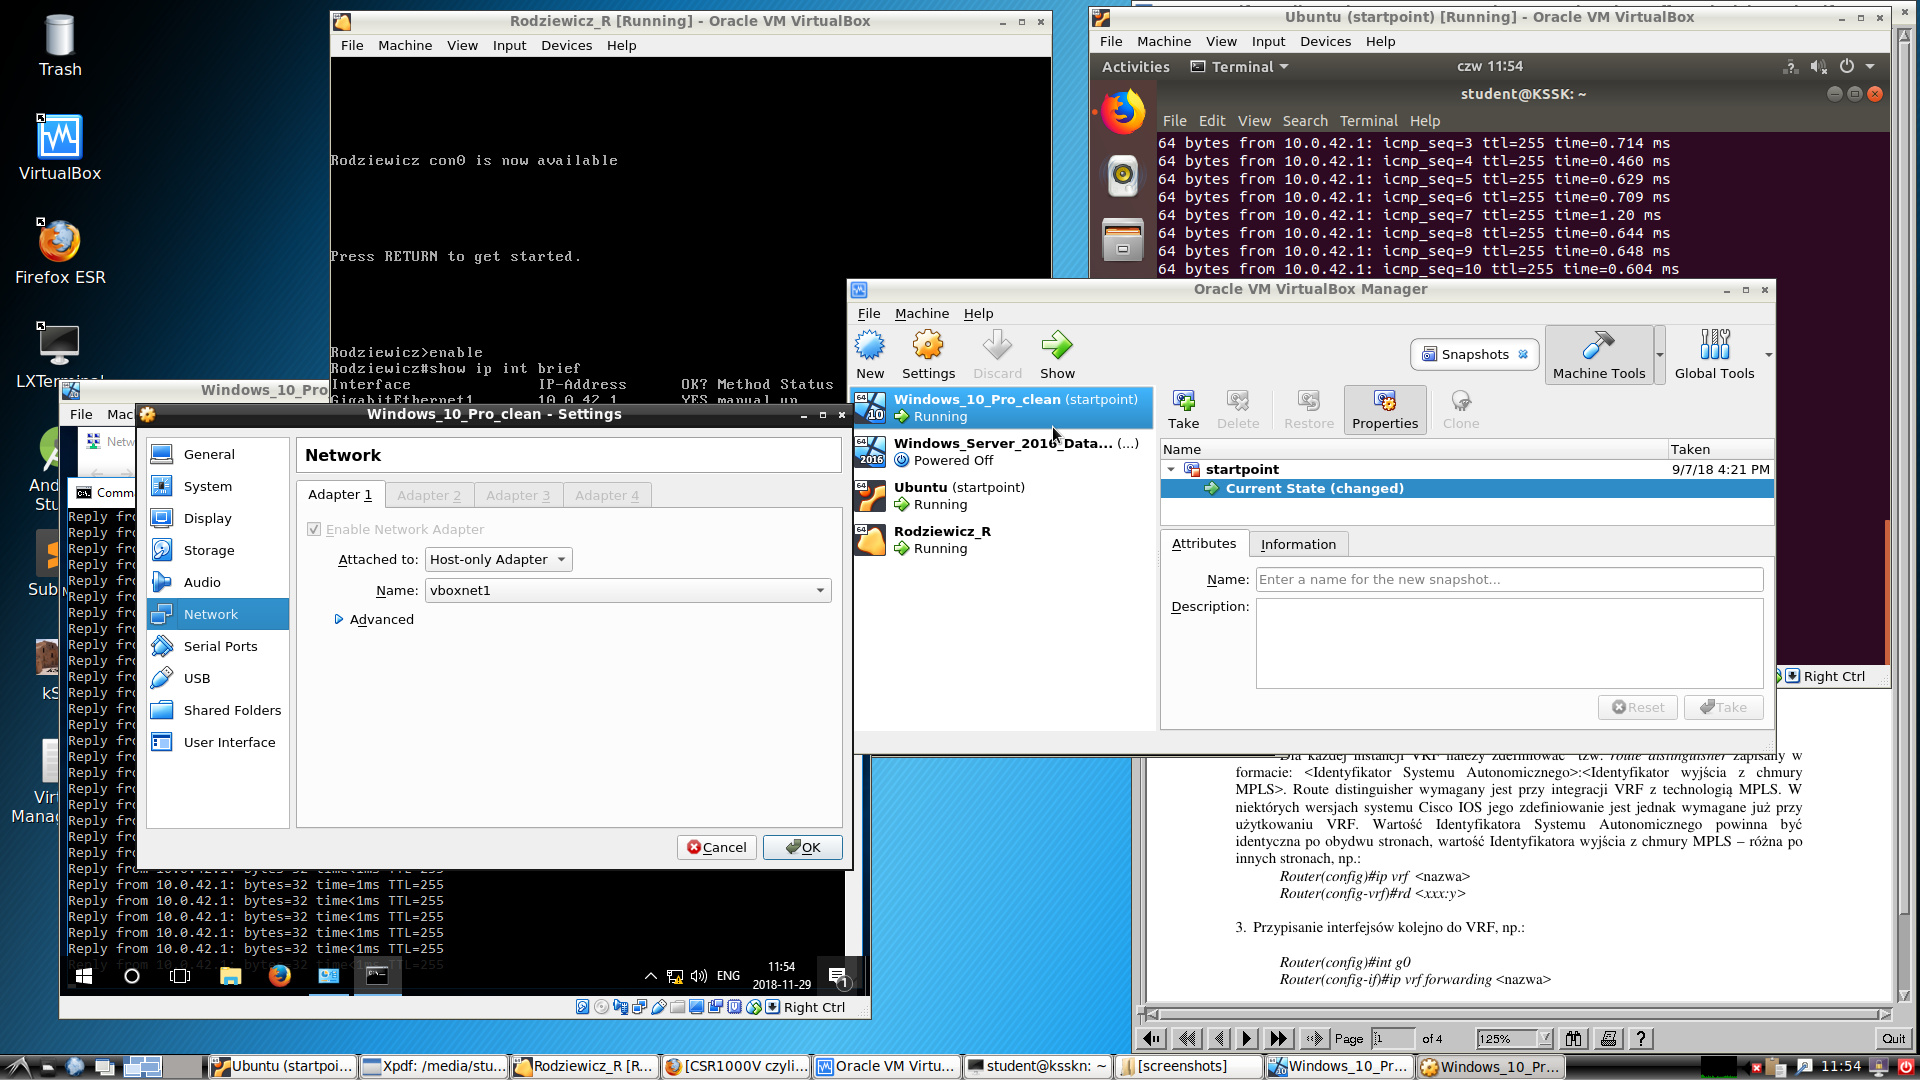 Trash
VirtualBox
Firefox ESR
LXTerminal
Rodziewicz_R [Running] - Oracle VM VirtualBox
File Machine View Input Devices Help
Rodziewicz con0 is now available
Press RETURN to get started.
Rodziewicz>enable
Rodziewicz#show ip int brief
Interface IP-Address OK? Method Status
GigabitEthernet1 10.0.42.1 YES manual up
Ubuntu (startpoint) [Running] - Oracle VM VirtualBox
File Machine View Input Devices Help
Activities Terminal czw 11:54
student@KSSK: ~
File Edit View Search Terminal Help
64 bytes from 10.0.42.1: icmp_seq=3 ttl=255 time=0.714 ms
64 bytes from 10.0.42.1: icmp_seq=4 ttl=255 time=0.460 ms
64 bytes from 10.0.42.1: icmp_seq=5 ttl=255 time=0.629 ms
64 bytes from 10.0.42.1: icmp_seq=6 ttl=255 time=0.709 ms
64 bytes from 10.0.42.1: icmp_seq=7 ttl=255 time=1.20 ms
64 bytes from 10.0.42.1: icmp_seq=8 ttl=255 time=0.644 ms
64 bytes from 10.0.42.1: icmp_seq=9 ttl=255 time=0.648 ms
64 bytes from 10.0.42.1: icmp_seq=10 ttl=255 time=0.604 ms
Right Ctrl
Oracle VM VirtualBox Manager
File Machine Help
New Settings Discard Show
Snapshots
Machine Tools Global Tools
Windows_10_Pro_clean (startpoint)
Running
Windows_Server_2016_Data... (...)
Powered Off
Ubuntu (startpoint)
Running
Rodziewicz_R
Running
Take Delete Restore Properties Clone
Name Taken
startpoint 9/7/18 4:21 PM
Current State (changed)
Attributes Information
Name: Enter a name for the new snapshot...
Description:
Reset Take
Windows_10_Pro
File
Windows_10_Pro_clean - Settings
General
System
Display
Storage
Audio
Network
Serial Ports
USB
Shared Folders
User Interface
Network
Adapter 1 Adapter 2 Adapter 3 Adapter 4
Enable Network Adapter
Attached to: Host-only Adapter
Name: vboxnet1
Advanced
Cancel OK
Reply from 10.0.42.1: bytes=32 time<1ms TTL=255
Reply from 10.0.42.1: bytes=32 time=1ms TTL=255
Reply from 10.0.42.1: bytes=32 time<1ms TTL=255
Reply from 10.0.42.1: bytes=32 time<1ms TTL=255
Reply from 10.0.42.1: bytes=32 time<1ms TTL=255
Reply from 10.0.42.1: bytes=32 time<1ms TTL=255
ENG
11:54
2018-11-29
1
Right Ctrl
Dla każdej instancji VRF należy zdefiniować tzw. route distinguisher zapisany w
formacie: <Identyfikator Systemu Autonomicznego>:<Identyfikator wyjścia z chmury
MPLS>. Route distinguisher wymagany jest przy integracji VRF z technologią MPLS. W
niektórych wersjach systemu Cisco IOS jego zdefiniowanie jest jednak wymagane już przy
użytkowaniu VRF. Wartość Identyfikatora Systemu Autonomicznego powinna być
identyczna po obydwu stronach, wartość Identyfikatora wyjścia z chmury MPLS – różna po
innych stronach, np.:
Router(config)#ip vrf <nazwa>
Router(config-vrf)#rd <xxx:y>
3. Przypisanie interfejsów kolejno do VRF, np.:
Router(config)#int g0
Router(config-if)#ip vrf forwarding <nazwa>
Page 1 of 4 125% Quit
Ubuntu (startpoi... Xpdf: /media/stu... Rodziewicz_R [R... [CSR1000V czyli... Oracle VM Virtu... student@ksskn: ~ [screenshots] Windows_10_Pr... Windows_10_Pr... 11:54